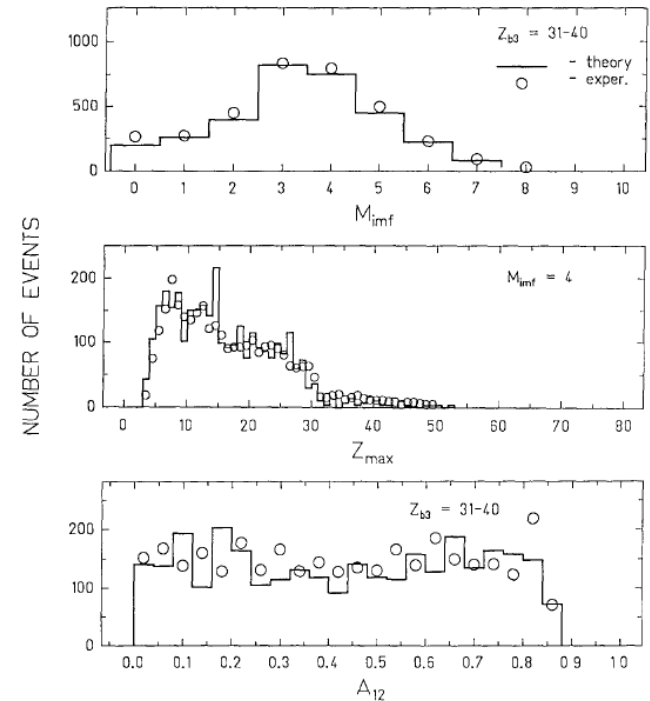 NUMBER OF EVENTS
1000
500
0
Z_b3 = 31-40
- theory
- exper.
0 1 2 3 4 5 6 7 8 9 10
M_imf
200
100
0
M_imf = 4
0 10 20 30 40 50 60 70 80
Z_max
200
100
0
Z_b3 = 31-40
0.0 0.1 0.2 0.3 0.4 0.5 0.6 0.7 0.8 0 9 1 0
A_12